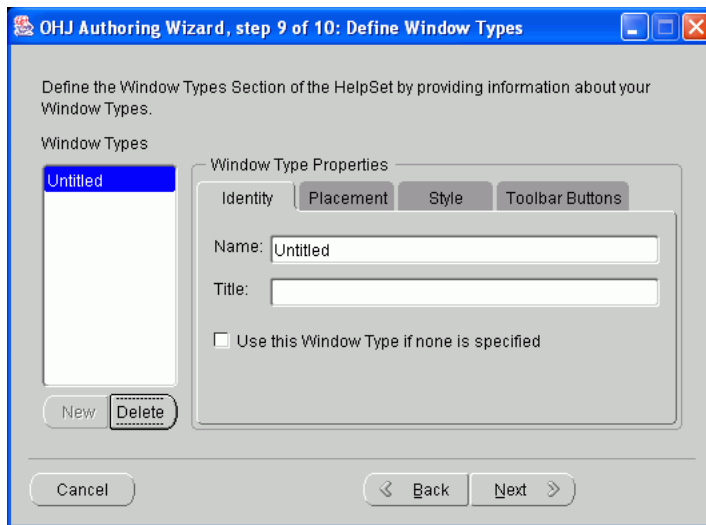 OHJ Authoring Wizard, step 9 of 10: Define Window Types
Define the Window Types Section of the HelpSet by providing information about your
Window Types.
Window Types
Untitled
Window Type Properties
Identity Placement Style Toolbar Buttons
Name: Untitled
Title:
Use this Window Type if none is specified
New Delete
Cancel Back Next